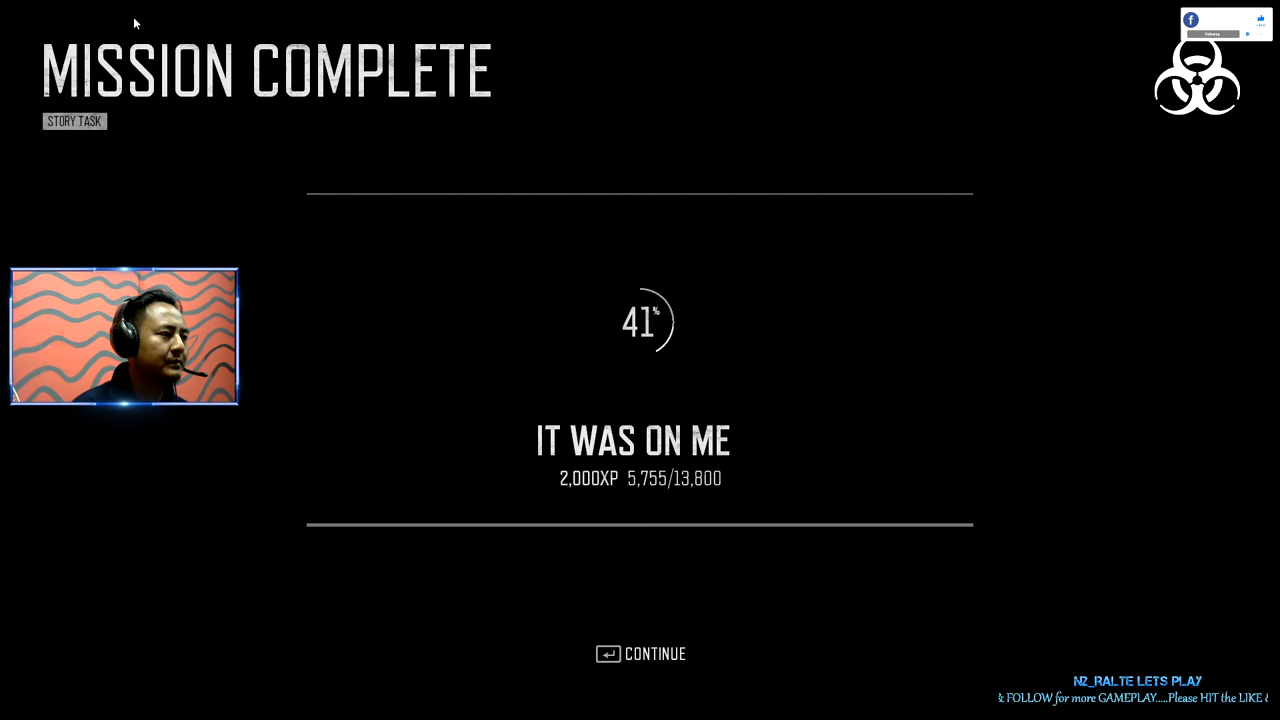 MISSION COMPLETE
STORY TASK
41%
IT WAS ON ME
2,000XP 5,755/13,800
CONTINUE
N2_RALTE LETS PLAY
& FOLLOW for more GAMEPLAY.....Please HIT the LIKE &